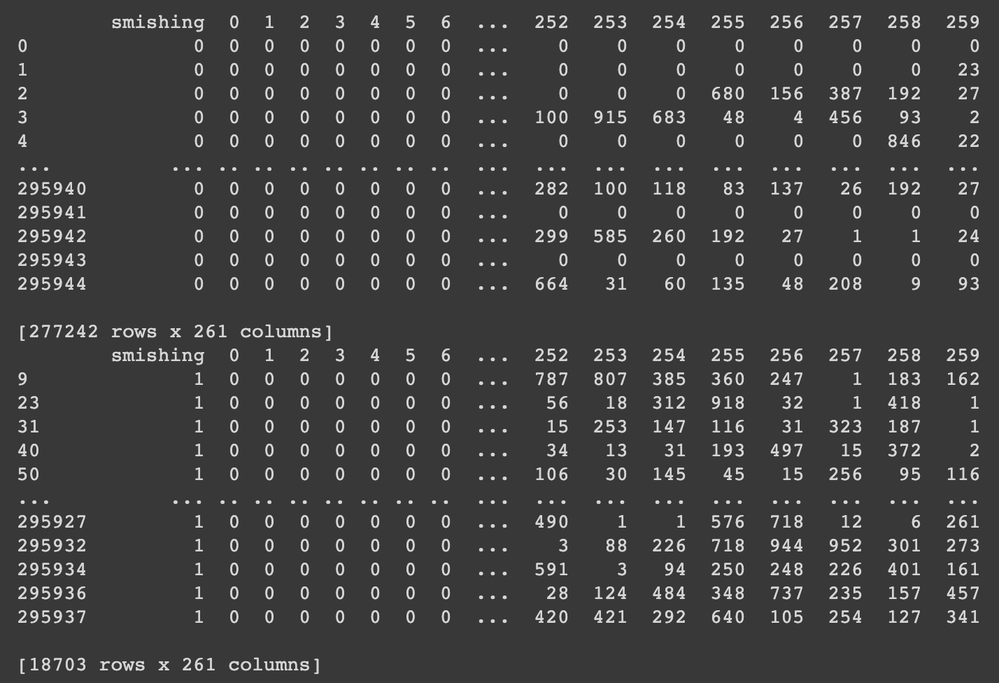 smishing 0 1 2 3 4 5 6 ... 252 253 254 255 256 257 258 259
0 0 0 0 0 0 0 0 0 ... 0 0 0 0 0 0 0 0
1 0 0 0 0 0 0 0 0 ... 0 0 0 0 0 0 0 23
2 0 0 0 0 0 0 0 0 ... 0 0 0 680 156 387 192 27
3 0 0 0 0 0 0 0 0 ... 100 915 683 48 4 456 93 2
4 0 0 0 0 0 0 0 0 ... 0 0 0 0 0 0 846 22
... ... .. .. .. .. .. .. .. ... ... ... ... ... ... ... ... ...
295940 0 0 0 0 0 0 0 0 ... 282 100 118 83 137 26 192 27
295941 0 0 0 0 0 0 0 0 ... 0 0 0 0 0 0 0 0
295942 0 0 0 0 0 0 0 0 ... 299 585 260 192 27 1 1 24
295943 0 0 0 0 0 0 0 0 ... 0 0 0 0 0 0 0 0
295944 0 0 0 0 0 0 0 0 ... 664 31 60 135 48 208 9 93
[277242 rows x 261 columns]
smishing 0 1 2 3 4 5 6 ... 252 253 254 255 256 257 258 259
9 1 0 0 0 0 0 0 0 ... 787 807 385 360 247 1 183 162
23 1 0 0 0 0 0 0 0 ... 56 18 312 918 32 1 418 1
31 1 0 0 0 0 0 0 0 ... 15 253 147 116 31 323 187 1
40 1 0 0 0 0 0 0 0 ... 34 13 31 193 497 15 372 2
50 1 0 0 0 0 0 0 0 ... 106 30 145 45 15 256 95 116
... ... .. .. .. .. .. .. .. ... ... ... ... ... ... ... ... ...
295927 1 0 0 0 0 0 0 0 ... 490 1 1 576 718 12 6 261
295932 1 0 0 0 0 0 0 0 ... 3 88 226 718 944 952 301 273
295934 1 0 0 0 0 0 0 0 ... 591 3 94 250 248 226 401 161
295936 1 0 0 0 0 0 0 0 ... 28 124 484 348 737 235 157 457
295937 1 0 0 0 0 0 0 0 ... 420 421 292 640 105 254 127 341
[18703 rows x 261 columns]